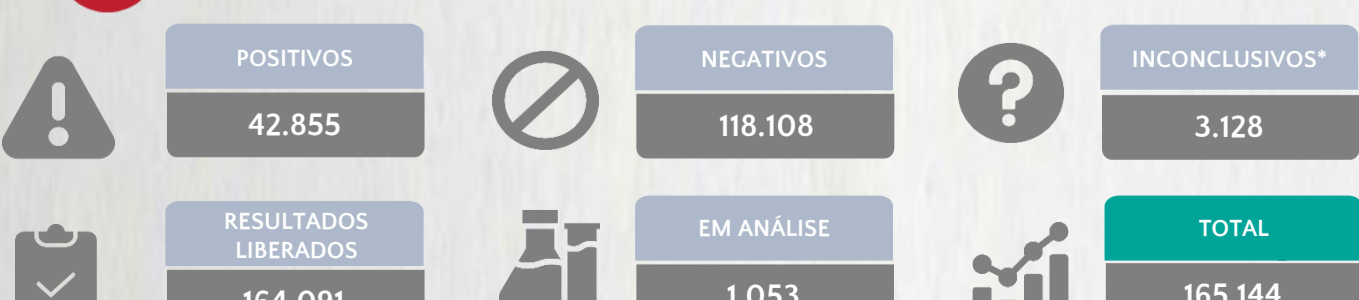 POSITIVOS
42.855
NEGATIVOS
118.108
INCONCLUSIVOS*
3.128
RESULTADOS
LIBERADOS
164.091
EM ANÁLISE
1.053
TOTAL
165.144